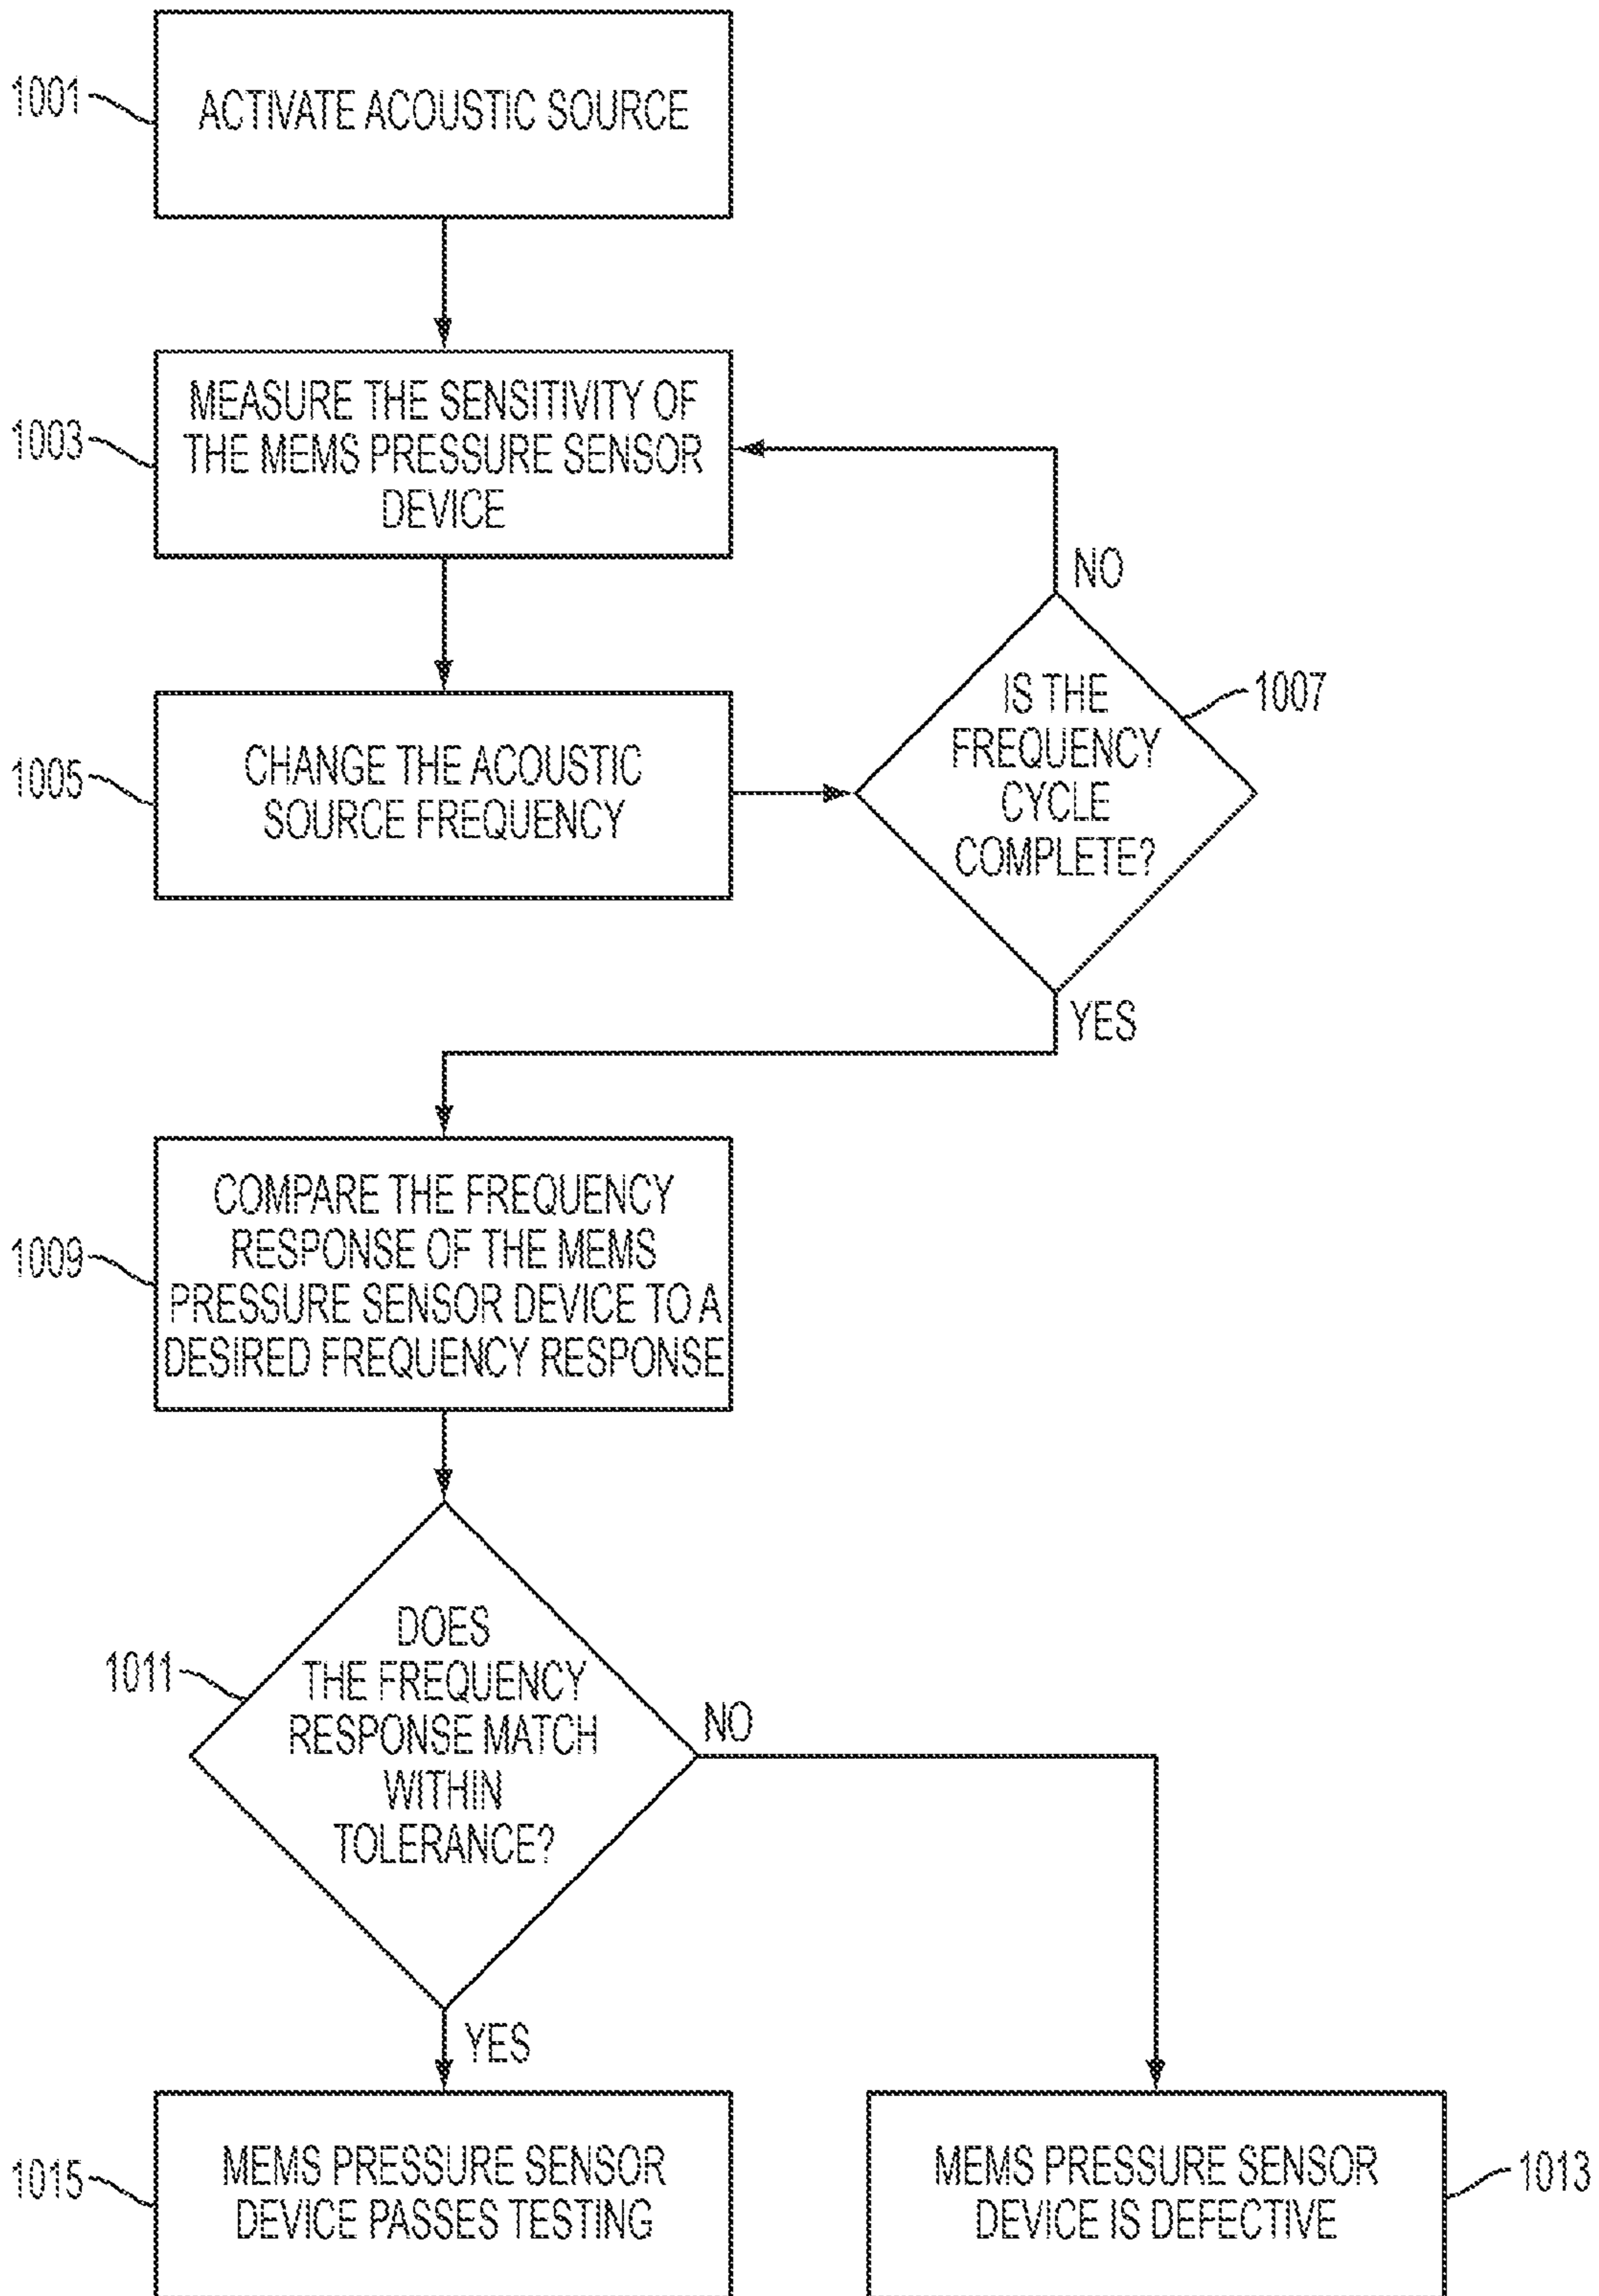 1001
ACTIVATE ACOUSTIC SOURCE
1003
MEASURE THE SENSITIVITY OF
THE MEMS PRESSURE SENSOR
DEVICE
NO
1005
CHANGE THE ACOUSTIC
SOURCE FREQUENCY
IS THE
FREQUENCY
CYCLE
COMPLETE?
1007
YES
1009
COMPARE THE FREQUENCY
RESPONSE OF THE MEMS
PRESSURE SENSOR DEVICE TO A
DESIRED FREQUENCY RESPONSE
1011
DOES
THE FREQUENCY
RESPONSE MATCH
WITHIN
TOLERANCE?
NO
YES
1015
MEMS PRESSURE SENSOR
DEVICE PASSES TESTING
MEMS PRESSURE SENSOR
DEVICE IS DEFECTIVE
1013